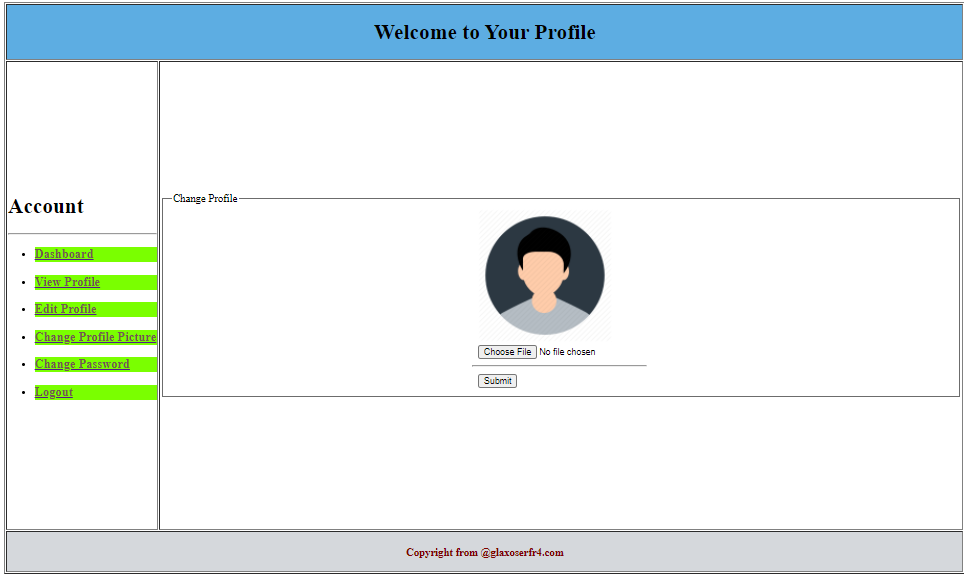 Welcome to Your Profile
Account
Dashboard
View Profile
Edit Profile
Change Profile Picture
Change Password
Logout
Change Profile
Choose File No file chosen
Submit
Copyright from @glaxoserfr4.com